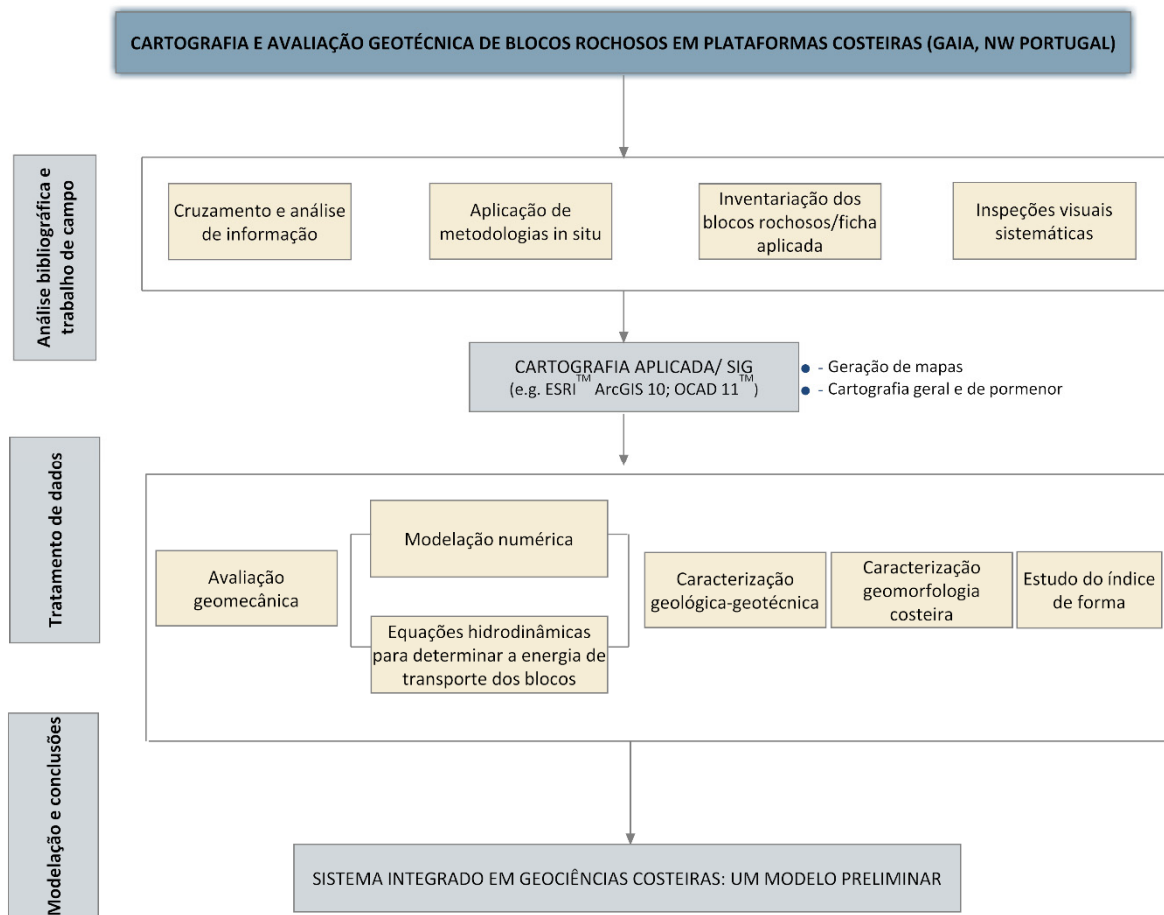 CARTOGRAFIA E AVALIAÇÃO GEOTÉCNICA DE BLOCOS ROCHOSOS EM PLATAFORMAS COSTEIRAS (GAIA, NW PORTUGAL)
Análise bibliográfica e
trabalho de campo
Cruzamento e análise
de informação
Aplicação de
metodologias in situ
Inventariação dos
blocos rochosos/ficha
aplicada
Inspeções visuais
sistemáticas
CARTOGRAFIA APLICADA/ SIG
(e.g. ESRI™ ArcGIS 10; OCAD 11™)
● - Geração de mapas
● - Cartografia geral e de pormenor
Tratamento de dados
Avaliação
geomecânica
Modelação numérica
Equações hidrodinâmicas
para determinar a energia de
transporte dos blocos
Caracterização
geológica-geotécnica
Caracterização
geomorfologia
costeira
Estudo do índice
de forma
Modelação e conclusões
SISTEMA INTEGRADO EM GEOCIÊNCIAS COSTEIRAS: UM MODELO PRELIMINAR